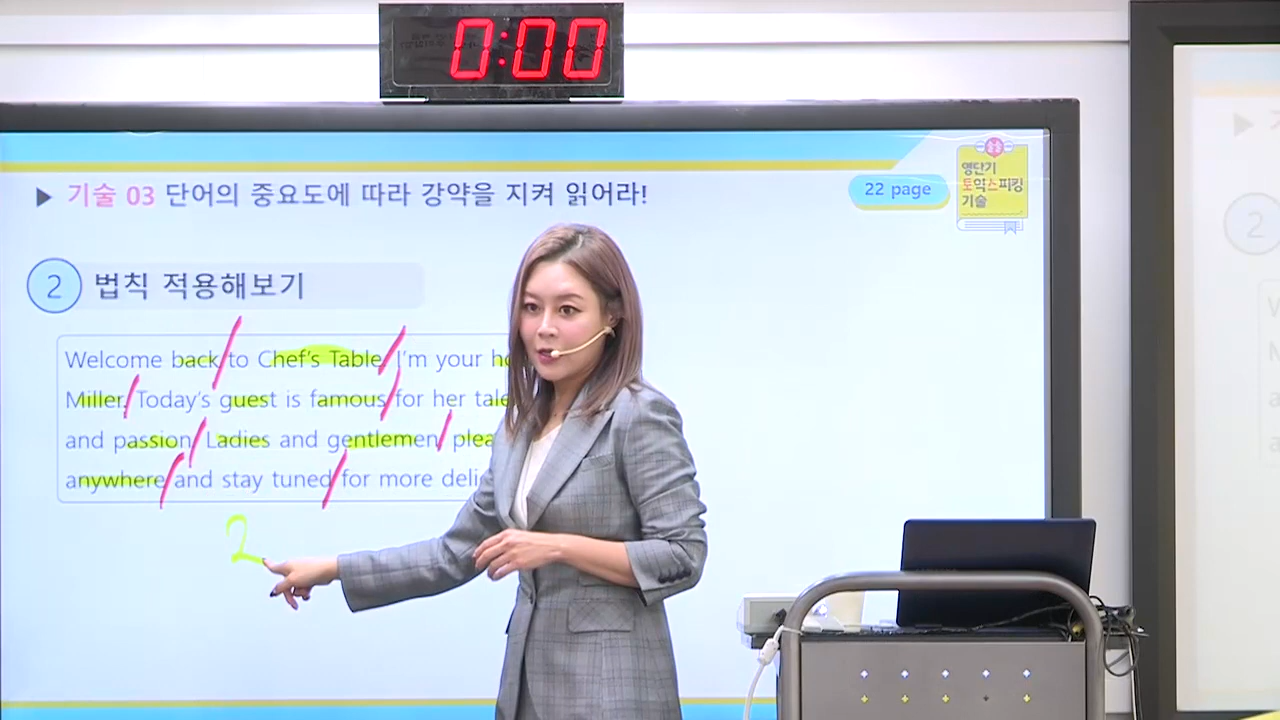 0:00
▶ 기술 03 단어의 중요도에 따라 강약을 지켜 읽어라!
22 page
영단기
토익스피킹
기술
2 법칙 적용해보기
Welcome back to Chef's Table, I'm your
Miller. Today's guest is famous for her
and passion. Ladies and gentlemen,
anywhere and stay tuned for more
2
2